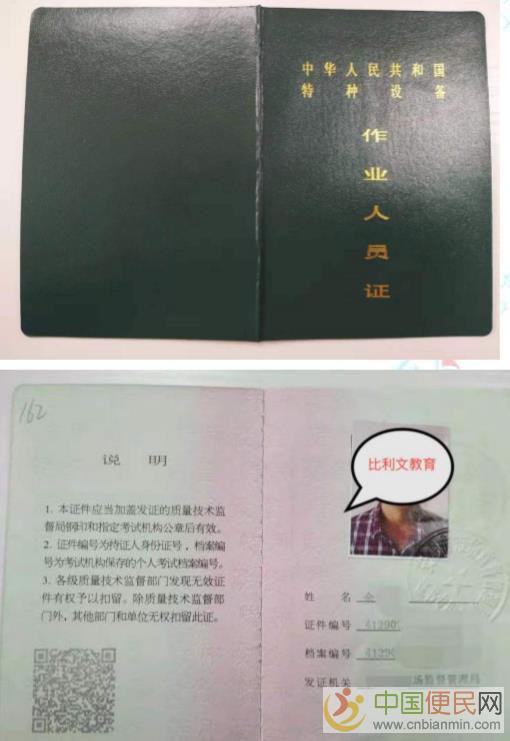 中华人民共和国
特种设备
作
业
人
员
证
162
说 明
1. 本证件应当加盖发证的质量技术监
督局钢印和指定考试机构公章后有效。
2. 证件编号为持证人身份证号，档案编
号为考试机构保存的个人考试档案编号。
3. 各级质量技术监督部门发现无效证
件有权予以扣留。除质量技术监督部
门外，其他部门和单位无权扣留此证。
比利文教育
姓 名
证件编号 41290
档案编号 41290
发证机关 场监督管理局
中国便民网
www.cnbianmin.com